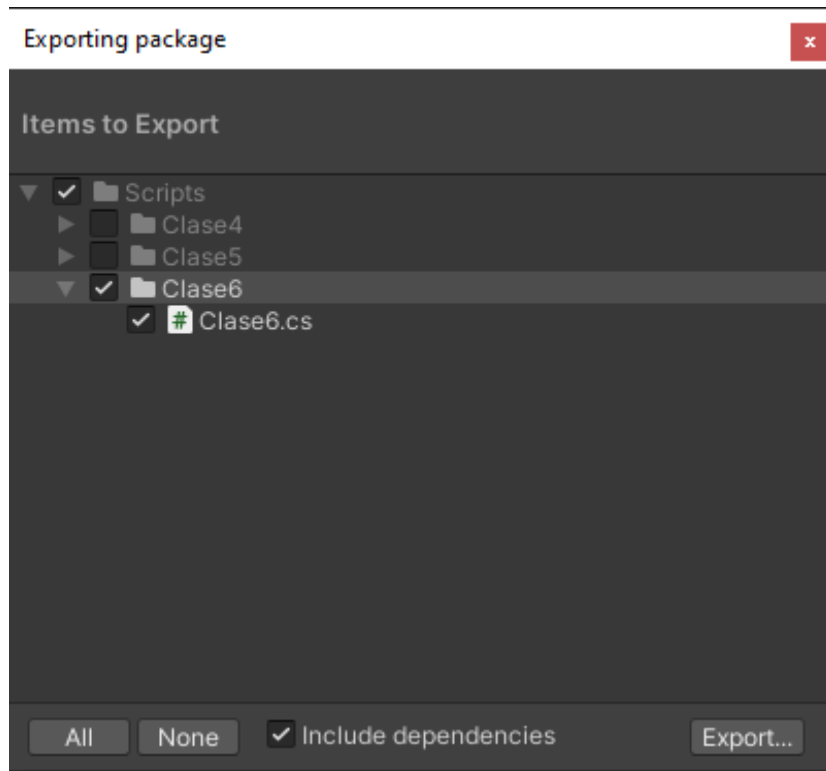 Exporting package
x
Items to Export
Scripts
Clase4
Clase5
Clase6
# Clase6.cs
All None Include dependencies Export...